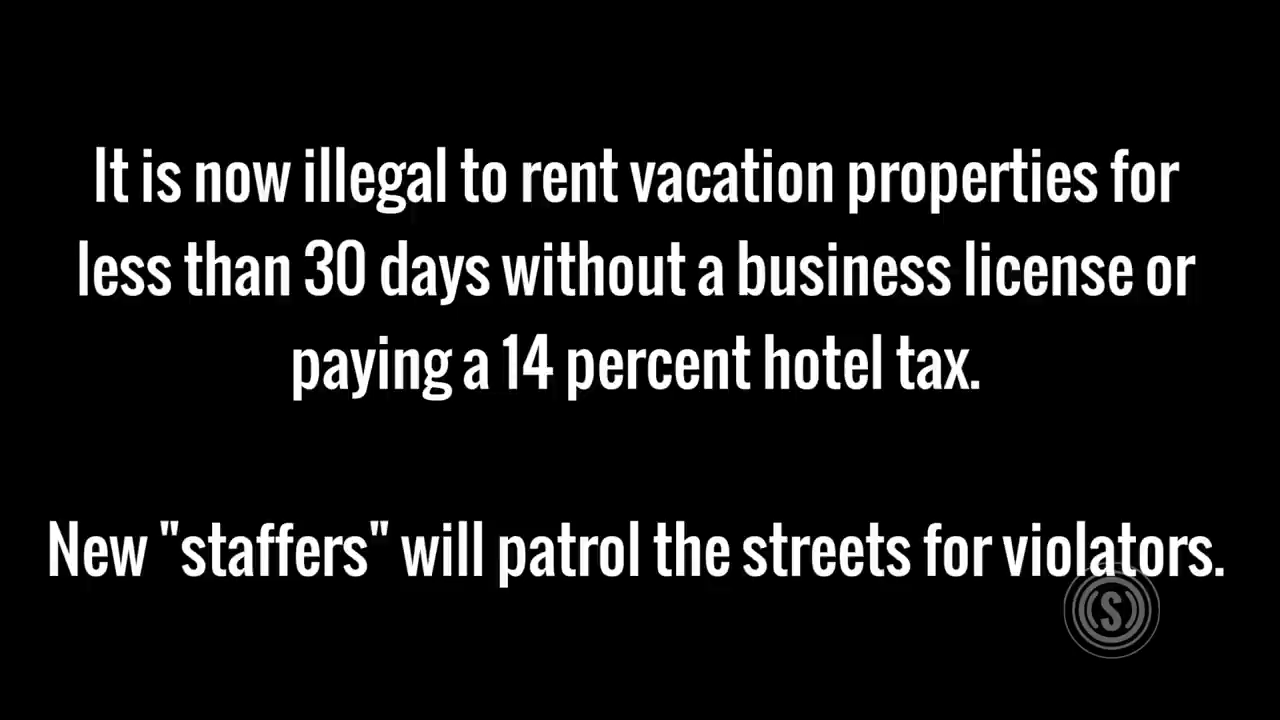 It is now illegal to rent vacation properties for
less than 30 days without a business license or
paying a 14 percent hotel tax.
New "staffers" will patrol the streets for violators.
(S)